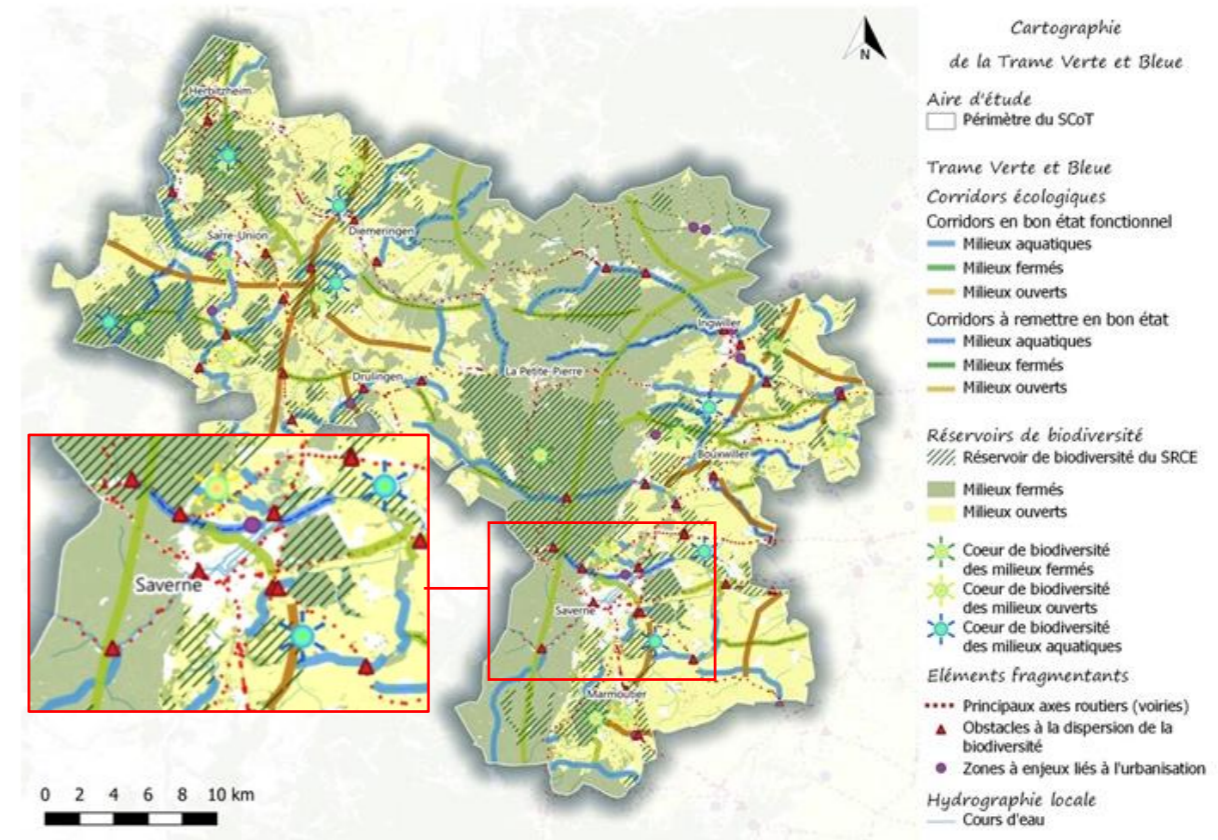 Cartographie
de la Trame Verte et Bleue
Aire d'étude
Périmètre du SCoT
Trame Verte et Bleue
Corridors écologiques
Corridors en bon état fonctionnel
Milieux aquatiques
Milieux fermés
Milieux ouverts
Corridors à remettre en bon état
Milieux aquatiques
Milieux fermés
Milieux ouverts
Réservoirs de biodiversité
Réservoir de biodiversité du SRCE
Milieux fermés
Milieux ouverts
Coeur de biodiversité
des milieux fermés
Coeur de biodiversité
des milieux ouverts
Coeur de biodiversité
des milieux aquatiques
Eléments fragmentants
Principaux axes routiers (voiries)
Obstacles à la dispersion de la
biodiversité
Zones à enjeux liés à l'urbanisation
Hydrographie locale
Cours d'eau
N
Herbitzheim
Sarre-Union
Diemeringen
Ingwiller
La Petite-Pierre
Drulingen
Bouxwiller
Saverne
Saverne
Marmoutier
0 2 4 6 8 10 km